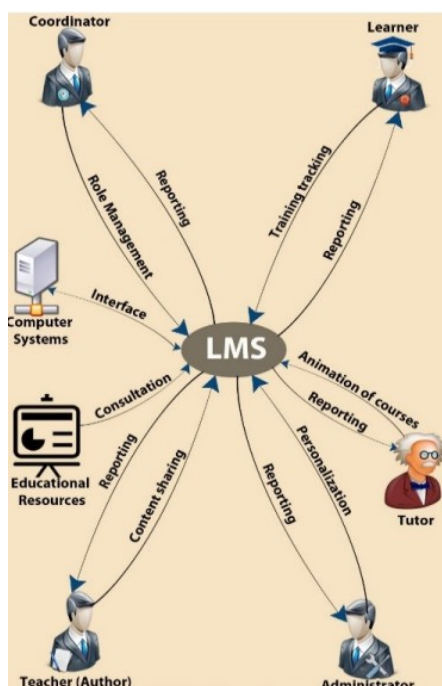 Coordinator
Learner
Role Management
Reporting
Training tracking
Reporting
Computer
Systems
Interface
LMS
Animation of courses
Reporting
Tutor
Consultation
Educational
Resources
Reporting
Content sharing
Reporting
Personalization
Teacher (Author)
Administrator